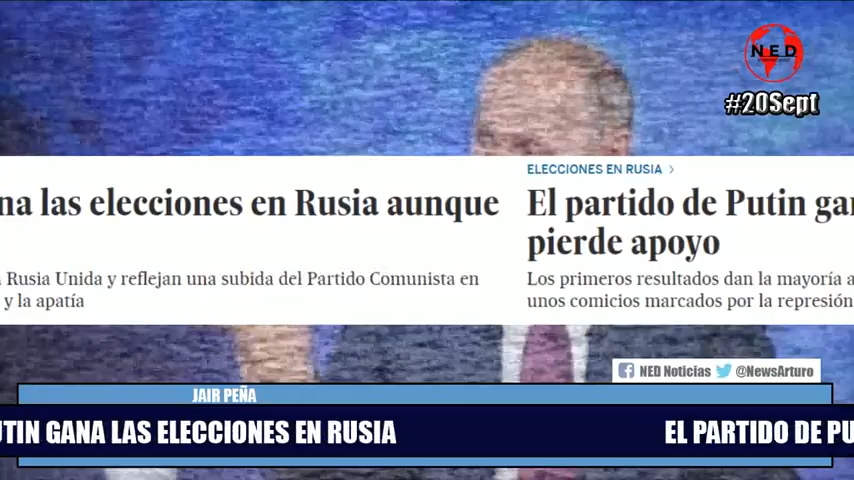 NED
#20Sept
na las elecciones en Rusia aunque
Rusia Unida y reflejan una subida del Partido Comunista en
y la apatía
ELECCIONES EN RUSIA >
El partido de Putin gan
pierde apoyo
Los primeros resultados dan la mayoría a
unos comicios marcados por la represión
NED Noticias @NewsArturo
JAIR PEÑA
UTIN GANA LAS ELECCIONES EN RUSIA
EL PARTIDO DE PU